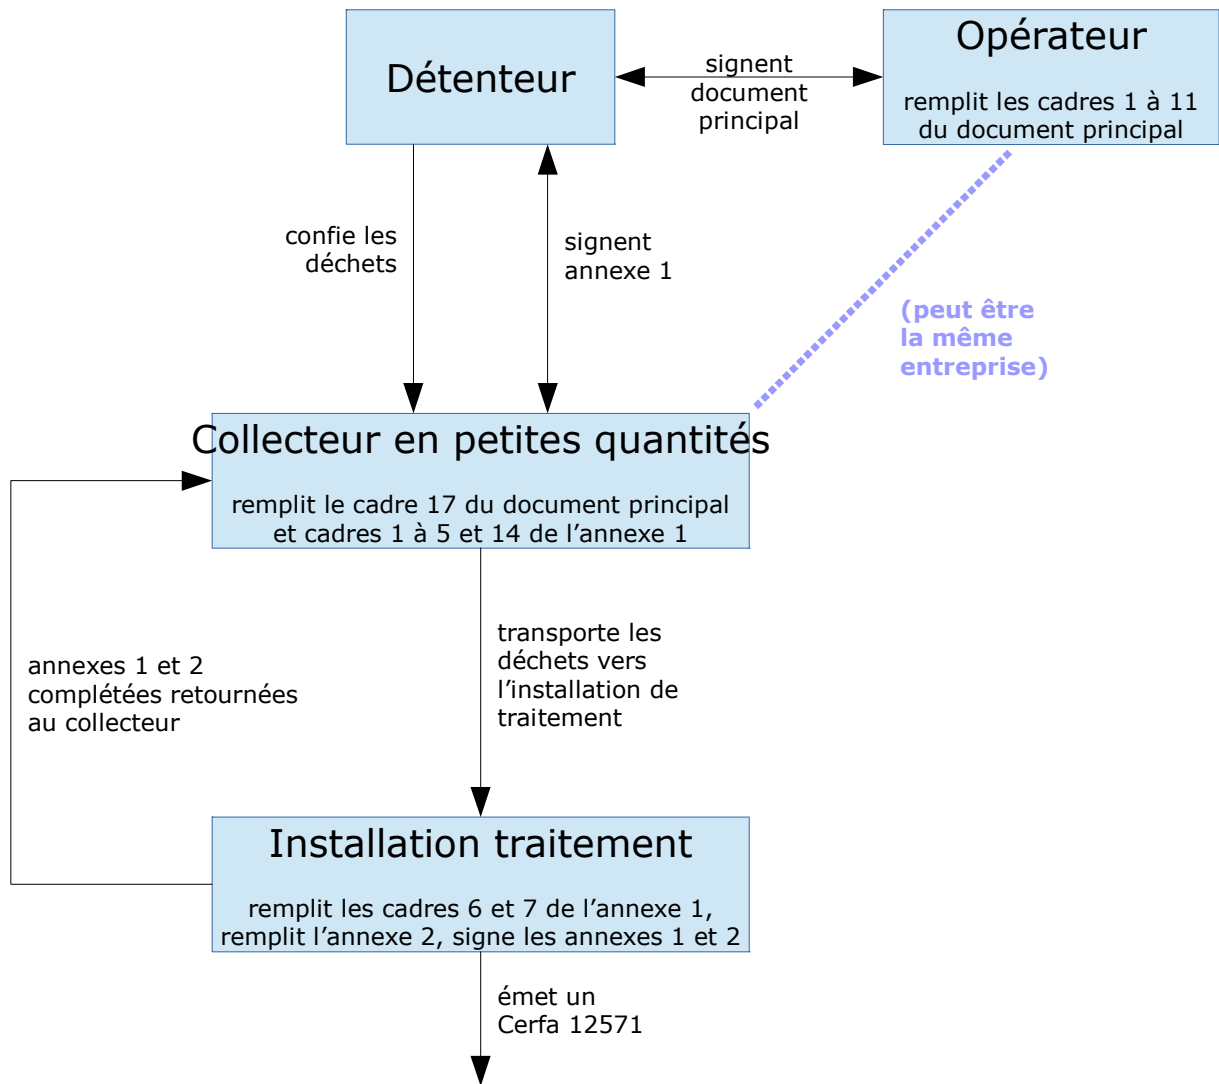 Détenteur
signent
document
principal
Opérateur
remplit les cadres 1 à 11
du document principal
confie les
déchets
signent
annexe 1
(peut être
la même
entreprise)
Collecteur en petites quantités
remplit le cadre 17 du document principal
et cadres 1 à 5 et 14 de l’annexe 1
annexes 1 et 2
complétées retournées
au collecteur
transporte les
déchets vers
l’installation de
traitement
Installation traitement
remplit les cadres 6 et 7 de l’annexe 1,
remplit l’annexe 2, signe les annexes 1 et 2
émet un
Cerfa 12571